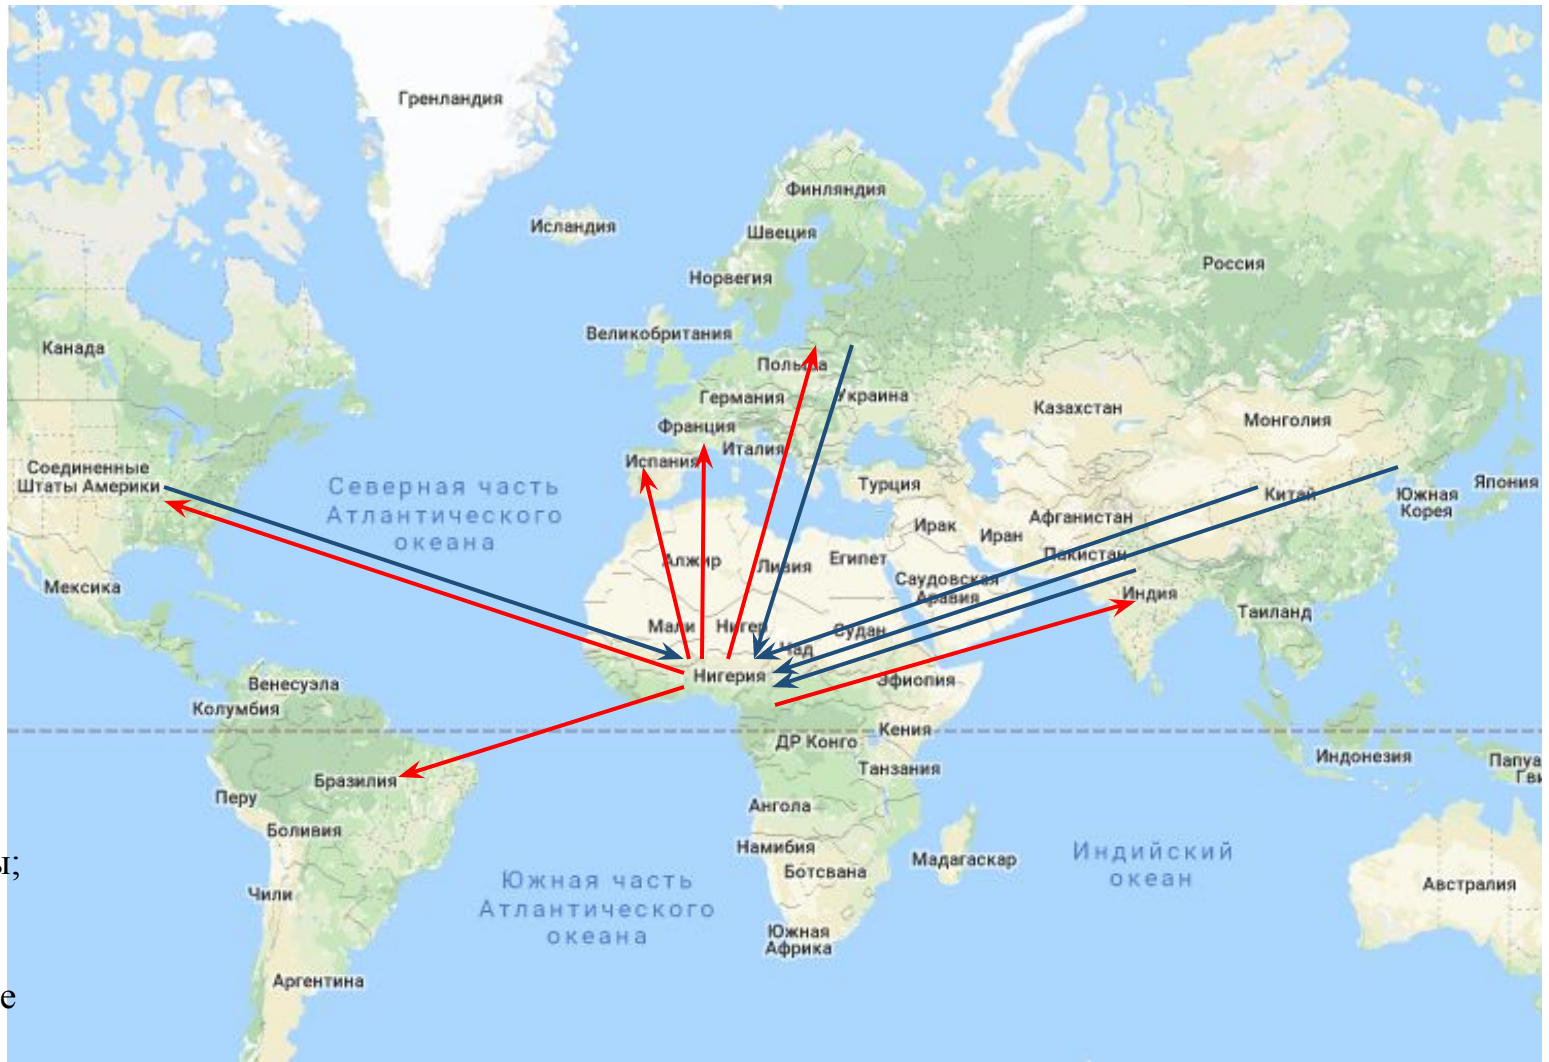 Гренландия
Финляндия
Исландия
Швеция
Россия
Норвегия
Великобритания
Канада
Польша
Германия
Украина
Казахстан
Монголия
Франция
Италия
Испания
Соединенные
Штаты Америки
Северная часть
Атлантического
океана
Турция
Китай
Южная
Корея
Япония
Афганистан
Ирак
Иран
Пакистан
Алжир
Ливия
Египет
Саудовская
Аравия
Мексика
Индия
Таиланд
Мали
Нигер
Судан
Чад
Нигерия
Эфиопия
Венесуэла
Колумбия
Кения
ДР Конго
Индонезия
Папуа
Гви
Танзания
Бразилия
Перу
Ангола
Боливия
Намибия
Ботсвана
Мадагаскар
Индийский
океан
ы;
Чили
Южная часть
Атлантического
океана
Австралия
Южная
Африка
Аргентина
е